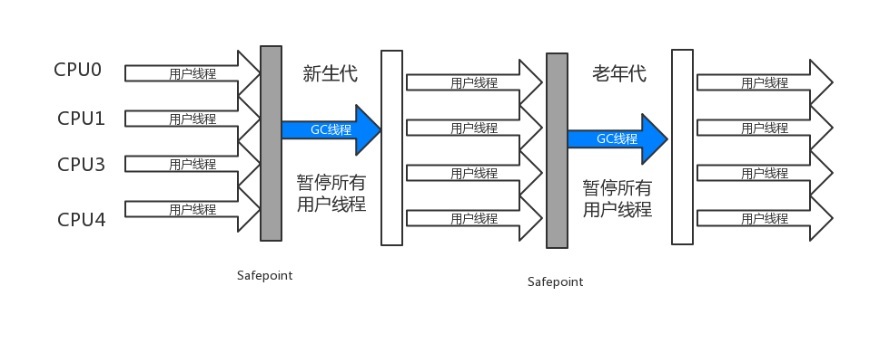 CPU0
用户线程
新生代
用户线程
老年代
用户线程
CPU1
用户线程
GC线程
用户线程
GC线程
用户线程
CPU3
用户线程
暂停所有
用户线程
用户线程
暂停所有
用户线程
用户线程
CPU4
用户线程
用户线程
用户线程
Safepoint
Safepoint